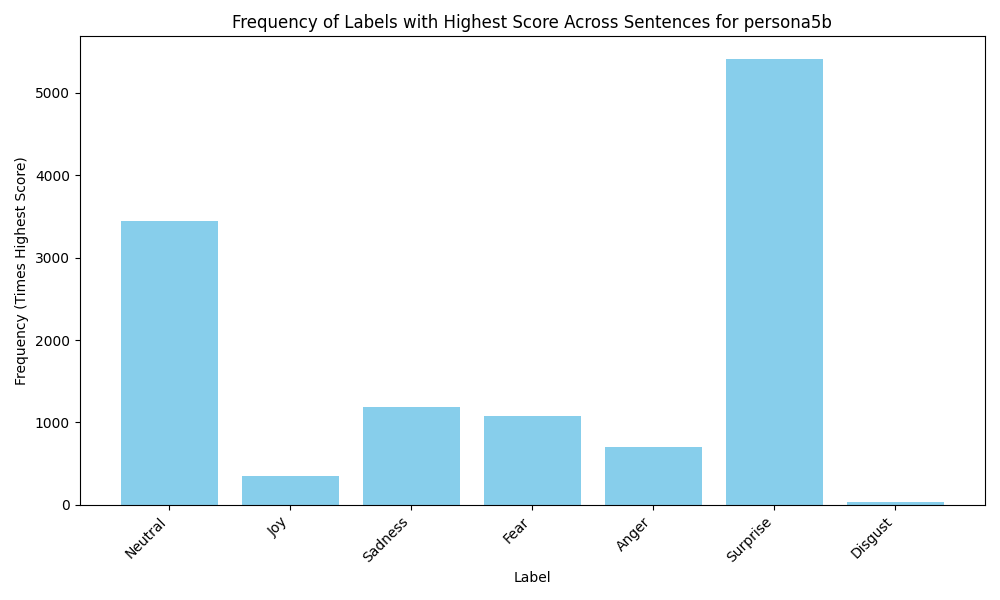 Frequency of Labels with Highest Score Across Sentences for persona5b
Frequency (Times Highest Score)
5000
4000
3000
2000
1000
0
Neutral
Joy
Sadness
Fear
Anger
Surprise
Disgust
Label